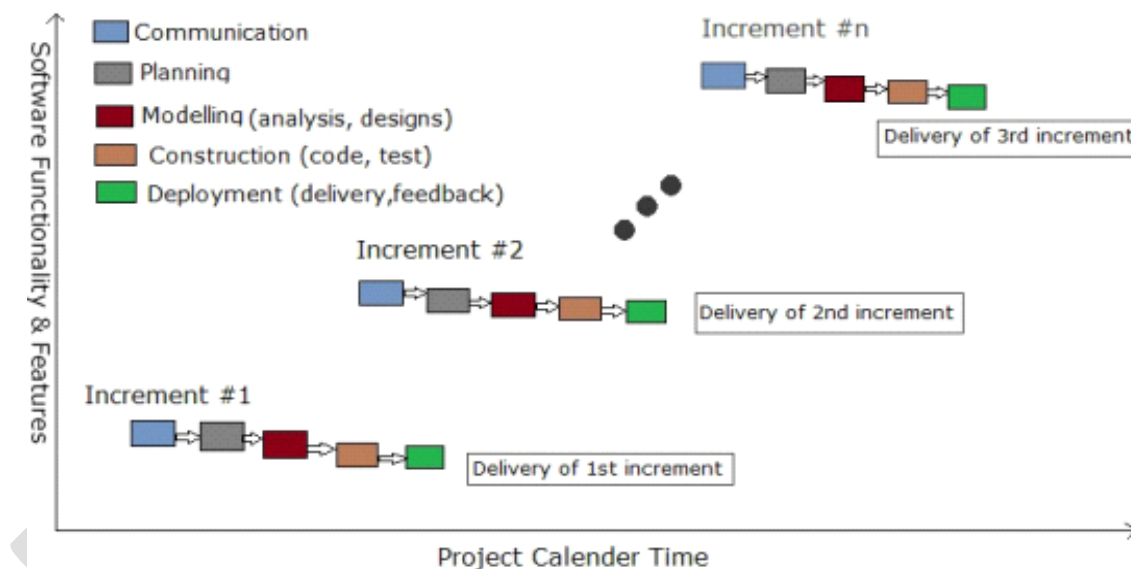 Software Functionality & Features
Communication
Planning
Modelling (analysis, designs)
Construction (code, test)
Deployment (delivery,feedback)
Increment #n
Delivery of 3rd increment
Increment #2
Delivery of 2nd increment
Increment #1
Delivery of 1st increment
Project Calender Time